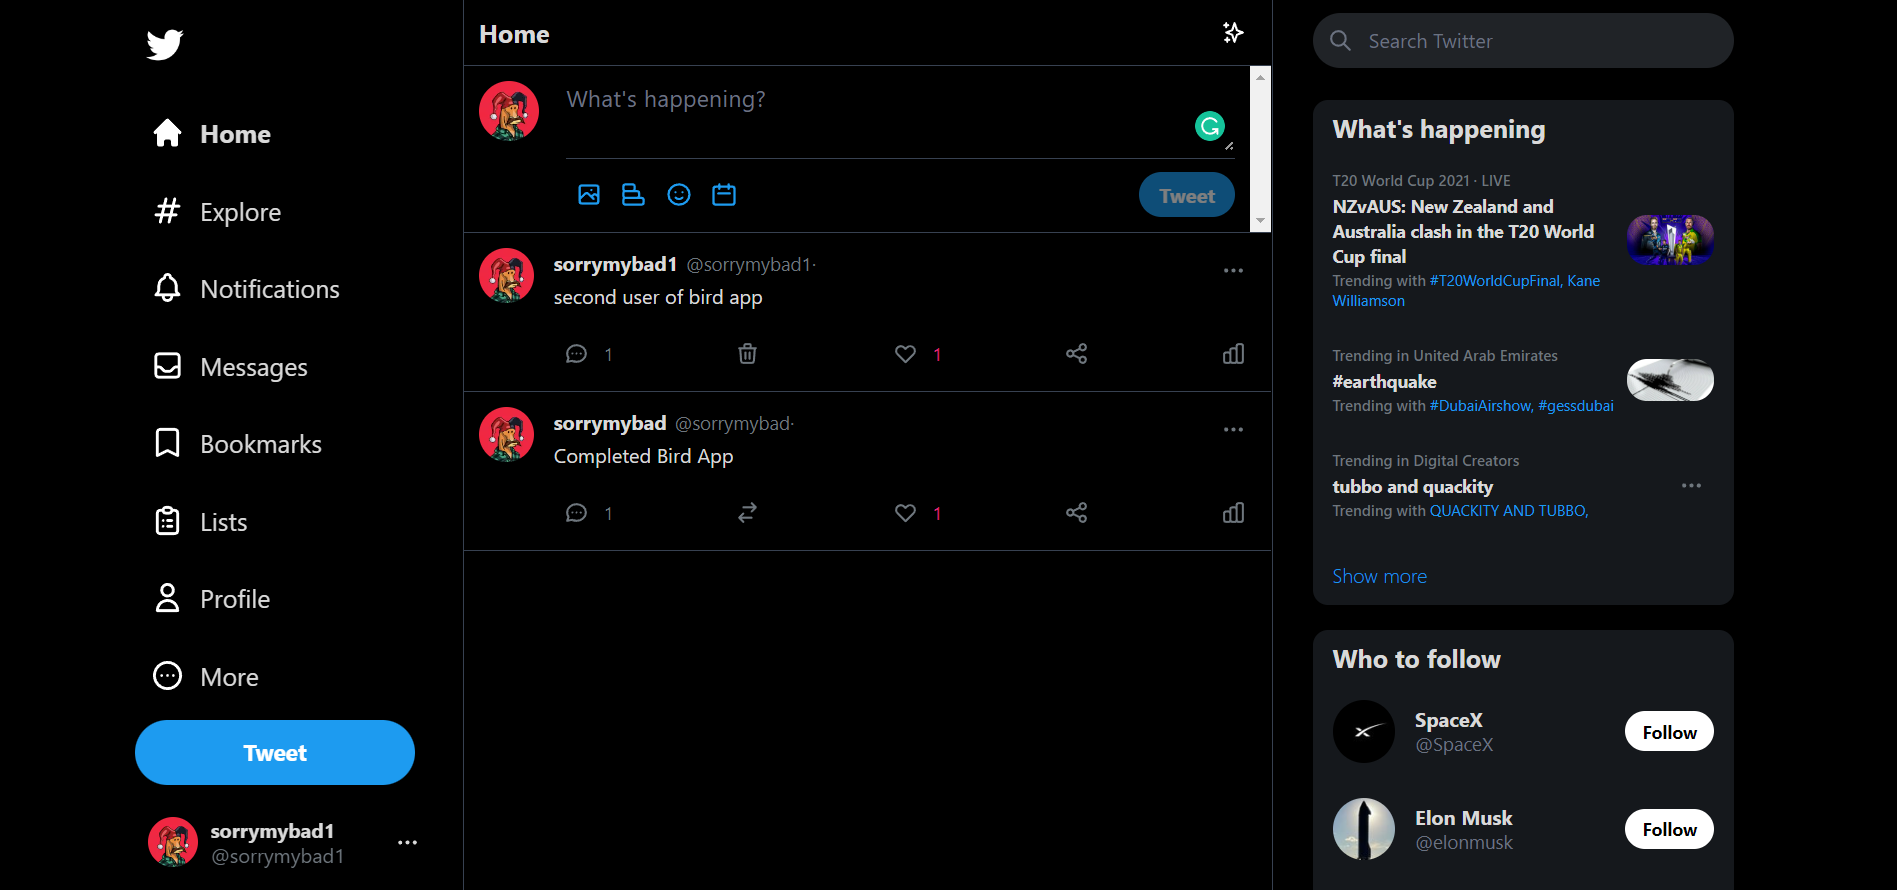 Home
Explore
Notifications
Messages
Bookmarks
Lists
Profile
More
Tweet
sorrymybad1
@sorrymybad1
Home
What's happening?
Tweet
sorrymybad1 @sorrymybad1·
second user of bird app
1
1
sorrymybad @sorrymybad·
Completed Bird App
1
1
Search Twitter
What's happening
T20 World Cup 2021 · LIVE
NZvAUS: New Zealand and
Australia clash in the T20 World
Cup final
Trending with #T20WorldCupFinal, Kane
Williamson
Trending in United Arab Emirates
#earthquake
Trending with #DubaiAirshow, #gessdubai
Trending in Digital Creators
tubbo and quackity
Trending with QUACKITY AND TUBBO,
Show more
Who to follow
SpaceX
@SpaceX
Follow
Elon Musk
@elonmusk
Follow